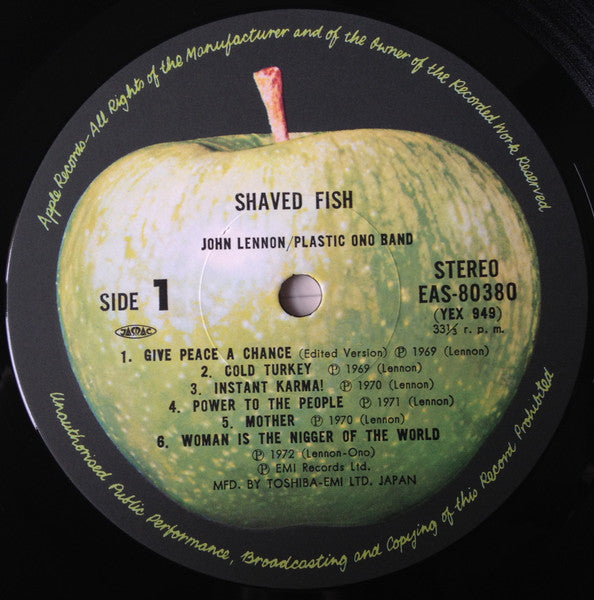 Apple Records-All Rights of the Manufacturer and of the Owner of the Recorded Work Reserved
SHAVED FISH
JOHN LENNON/PLASTIC ONO BAND
SIDE 1
JASRAC
STEREO
EAS-80380
(YEX 949)
33⅓ r. p. m.
1. GIVE PEACE A CHANCE (Edited Version) Ⓟ 1969 (Lennon)
2. COLD TURKEY Ⓟ 1969 (Lennon)
3. INSTANT KARMA! Ⓟ 1970 (Lennon)
4. POWER TO THE PEOPLE Ⓟ 1971 (Lennon)
5. MOTHER Ⓟ 1970 (Lennon)
6. WOMAN IS THE NIGGER OF THE WORLD
Ⓟ 1972 (Lennon-Ono)
Ⓟ EMI Records Ltd.
MFD. BY TOSHIBA-EMI LTD. JAPAN
Unauthorised Public Performance, Broadcasting and Copying of this Record Prohibited